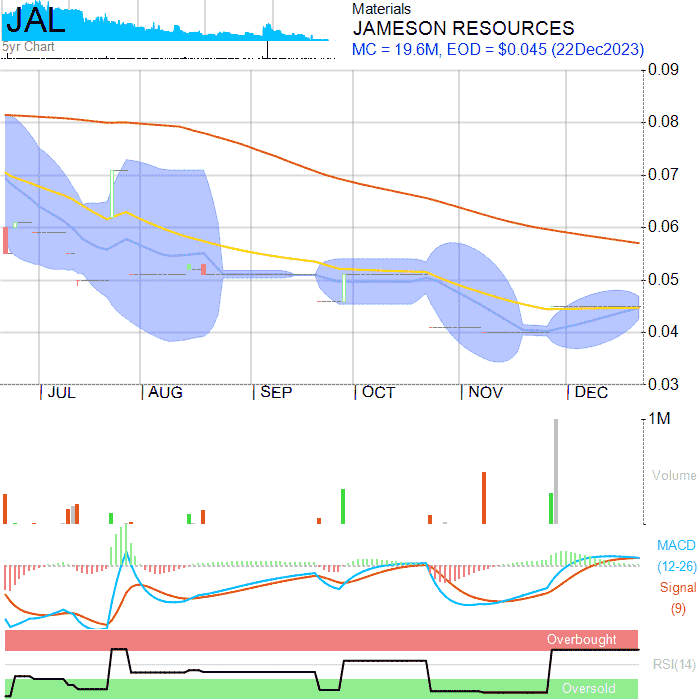 JAL
5yr Chart
Materials
JAMESON RESOURCES
MC = 19.6M, EOD = $0.045 (22Dec2023)
0.09
0.08
0.07
0.06
0.05
0.04
0.03
JUL AUG SEP OCT NOV DEC
1M
Volume
MACD
(12-26)
Signal
(9)
Overbought
RSI(14)
Oversold